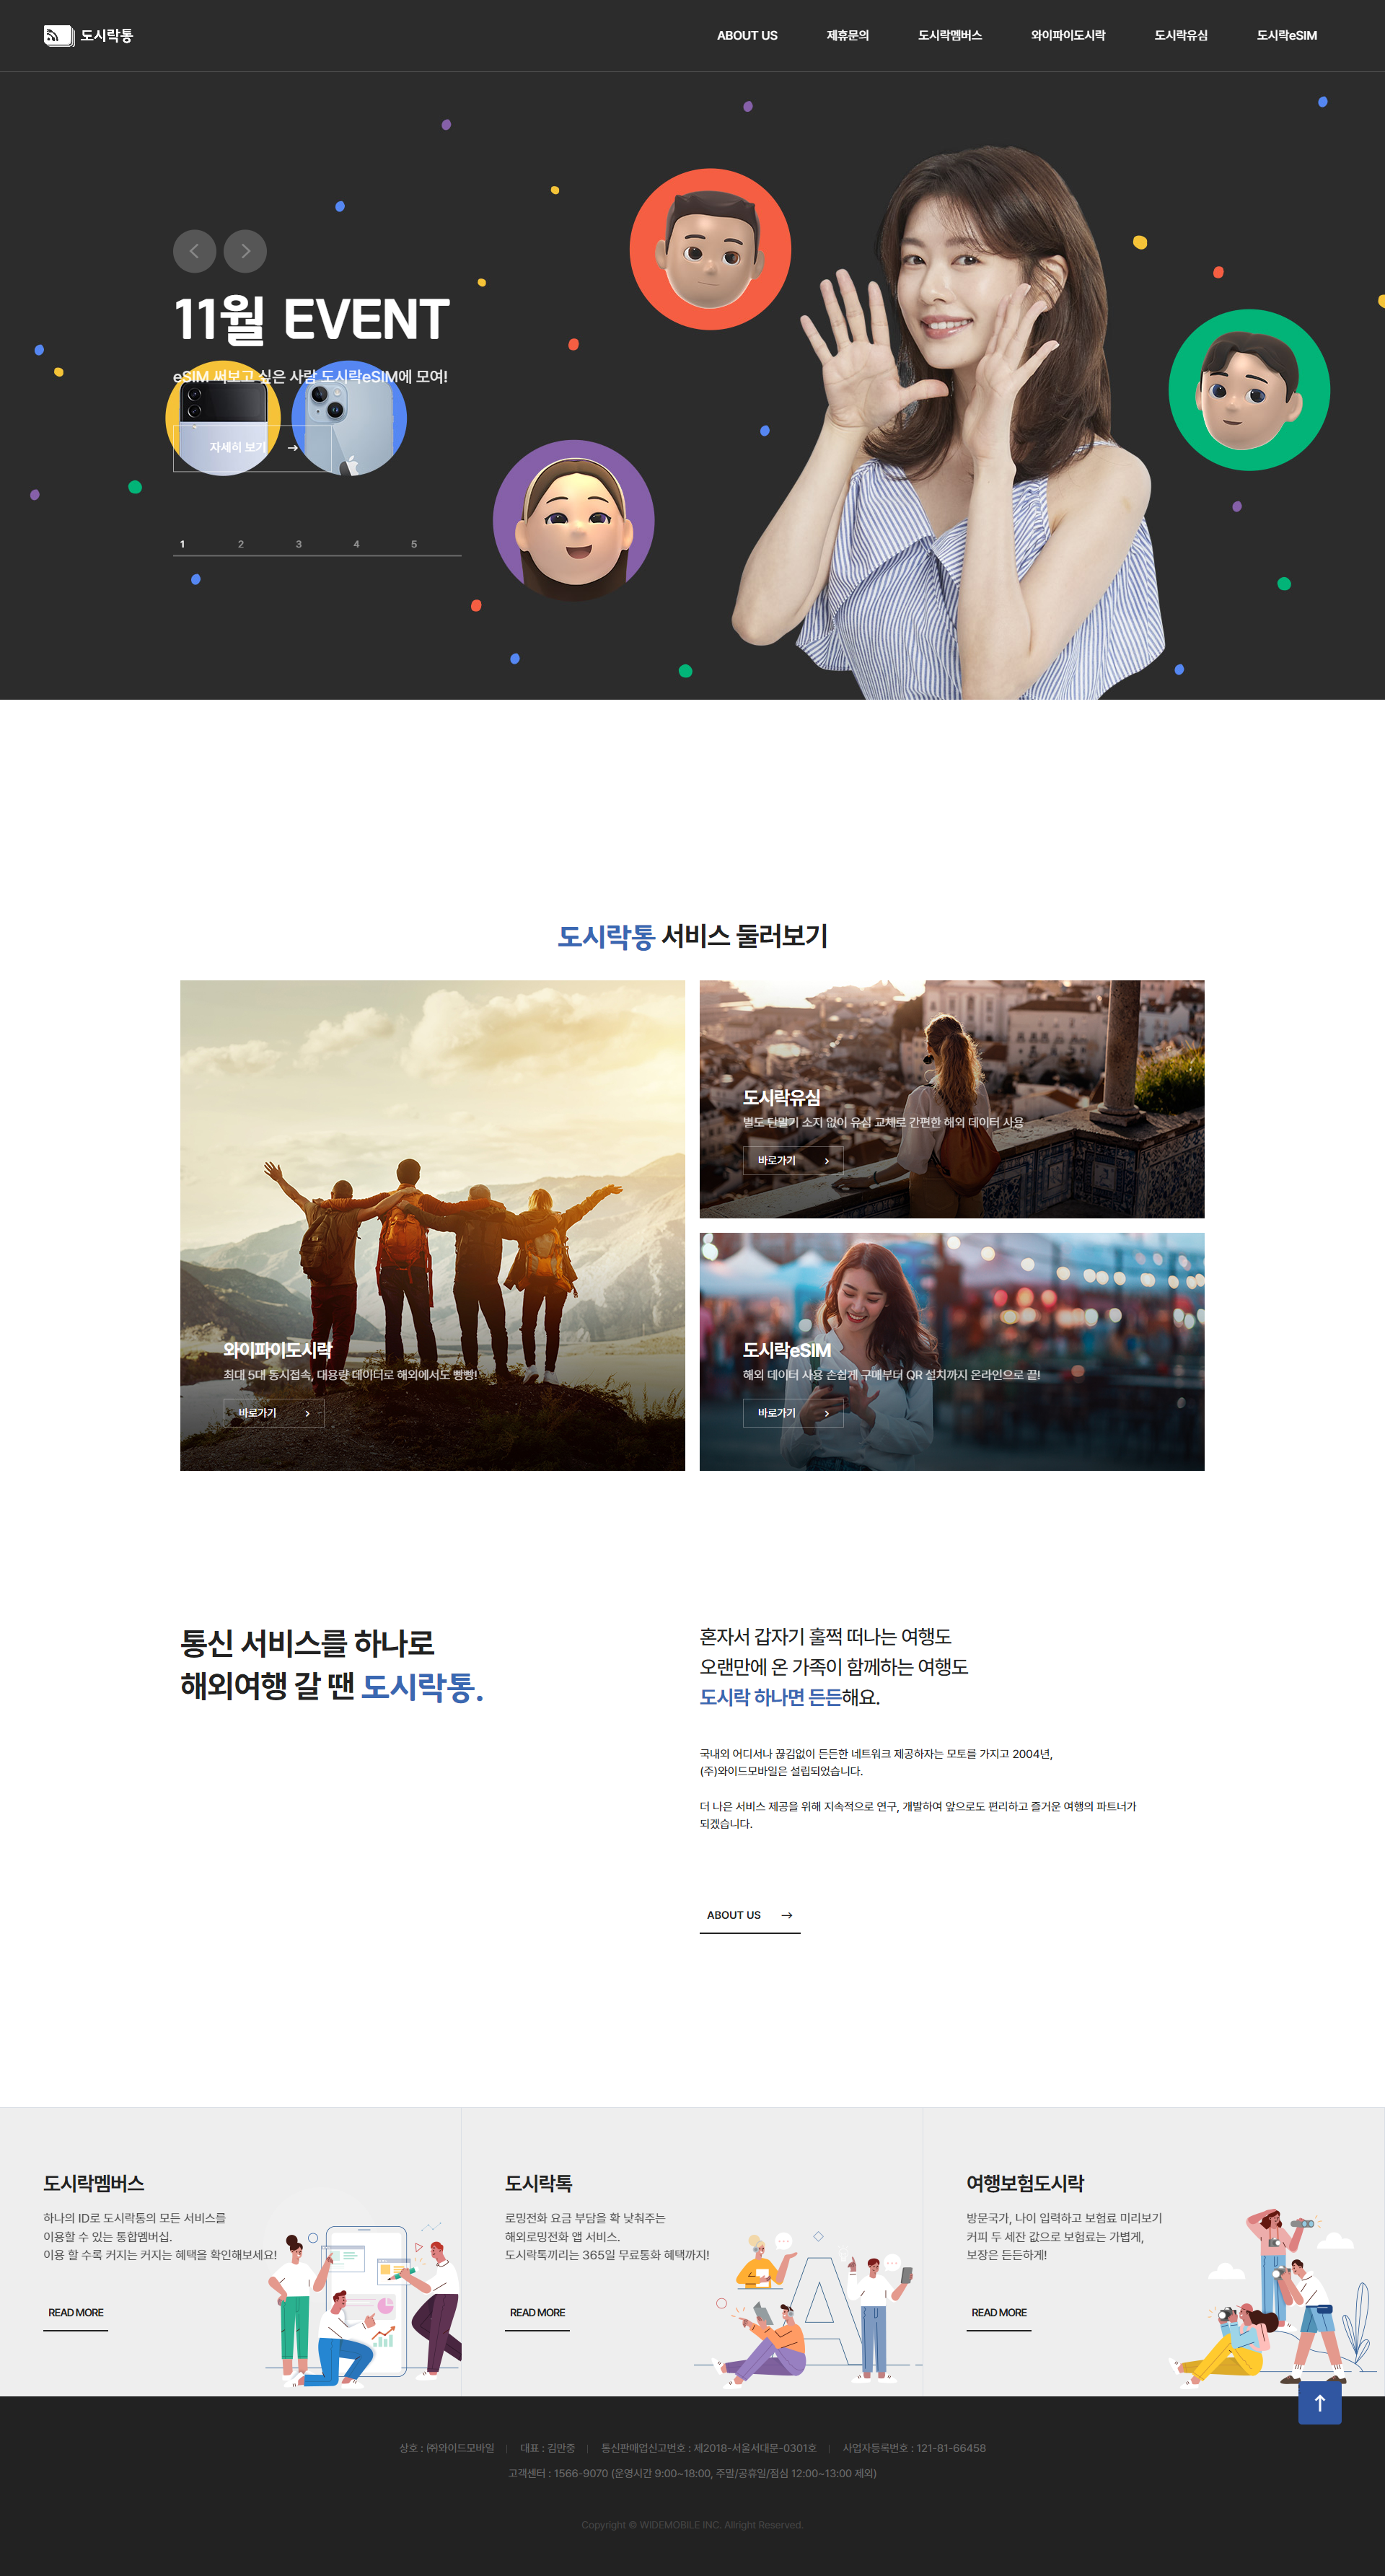 도시락통
ABOUT US
제휴문의
도시락멤버스
와이파이도시락
도시락유심
도시락eSIM
11월 EVENT
eSIM 써보고 싶은 사람 도시락eSIM에 모여!
자세히 보기
1 2 3 4 5
도시락통 서비스 둘러보기
와이파이도시락
최대 5대 동시접속, 대용량 데이터로 해외에서도 빵빵!
바로가기
도시락유심
별도 단말기 소지 없이 유심 교체로 간편한 해외 데이터 사용
바로가기
도시락eSIM
해외 데이터 사용 손쉽게 구매부터 QR 설치까지 온라인으로 끝!
바로가기
통신 서비스를 하나로
해외여행 갈 땐 도시락통.
혼자서 갑자기 훌쩍 떠나는 여행도
오랜만에 온 가족이 함께하는 여행도
도시락 하나면 든든해요.
국내외 어디서나 끊김없이 든든한 네트워크 제공하자는 모토를 가지고 2004년,
(주)와이드모바일은 설립되었습니다.
더 나은 서비스 제공을 위해 지속적으로 연구, 개발하여 앞으로도 편리하고 즐거운 여행의 파트너가
되겠습니다.
ABOUT US
도시락멤버스
하나의 ID로 도시락통의 모든 서비스를
이용할 수 있는 통합멤버십.
이용 할 수록 커지는 커지는 혜택을 확인해보세요!
READ MORE
도시락톡
로밍전화 요금 부담을 확 낮춰주는
해외로밍전화 앱 서비스.
도시락톡끼리는 365일 무료통화 혜택까지!
READ MORE
여행보험도시락
방문국가, 나이 입력하고 보험료 미리보기
커피 두 세잔 값으로 보험료는 가볍게,
보장은 든든하게!
READ MORE
상호 : ㈜와이드모바일 | 대표 : 김만중 | 통신판매업신고번호 : 제2018-서울서대문-0301호 | 사업자등록번호 : 121-81-66458
고객센터 : 1566-9070 (운영시간 9:00~18:00, 주말/공휴일/점심 12:00~13:00 제외)
Copyright © WIDEMOBILE INC. Allright Reserved.